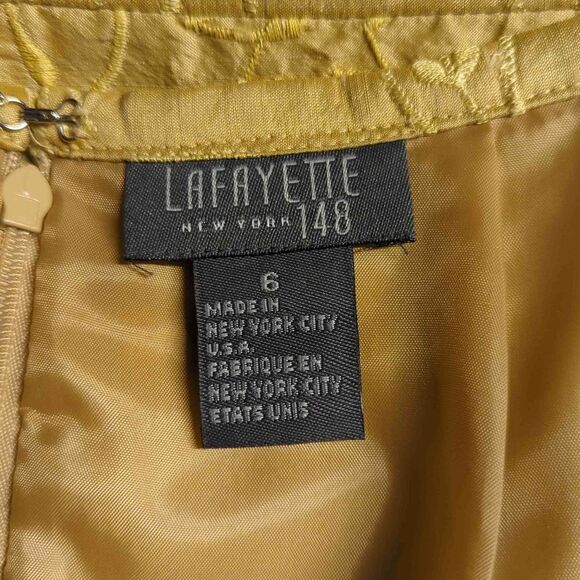 LAFAYETTE
NEW YORK 148
6
MADE IN
NEW YORK CITY
U.S.A
FABRIQUE EN
NEW YORK CITY
ETATS UNIS